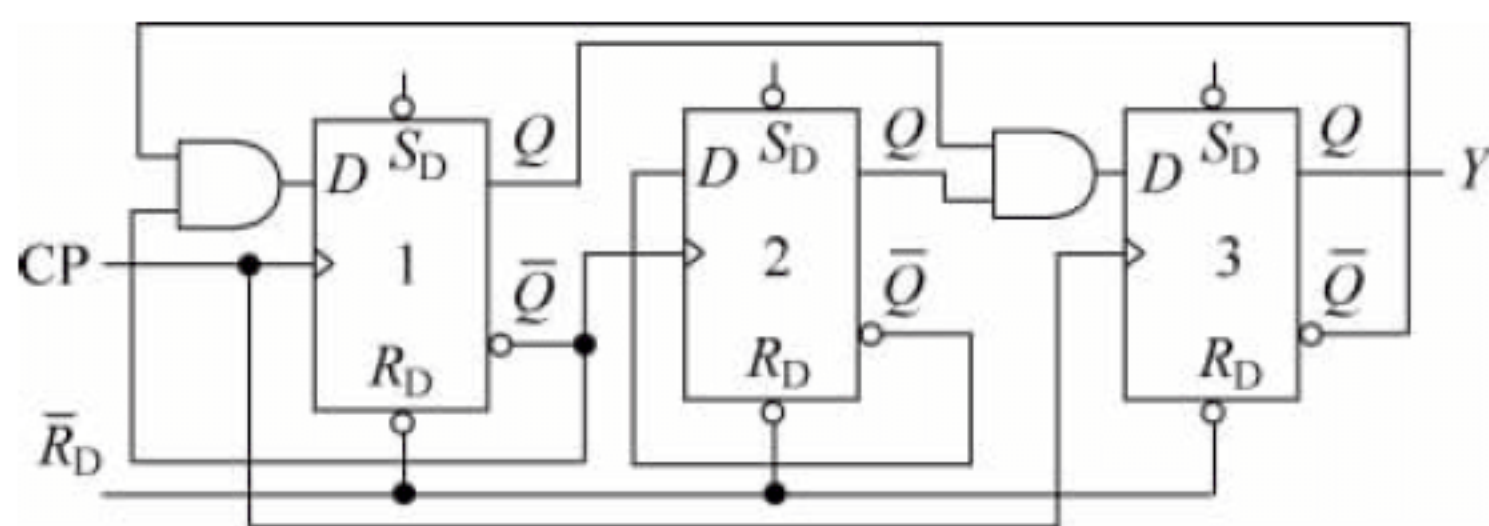 S_D Q S_D Q S_D Q
D D D Y
CP 1 2 3
Q̅ Q̅ Q̅
R_D R_D R_D
R̅_D